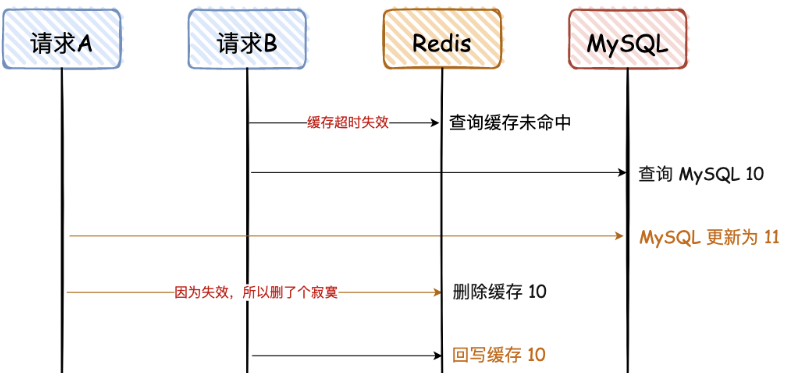 请求A
请求B
Redis
MySQL
缓存超时失效
查询缓存未命中
查询 MySQL 10
MySQL 更新为 11
因为失效，所以删了个寂寞
删除缓存 10
回写缓存 10